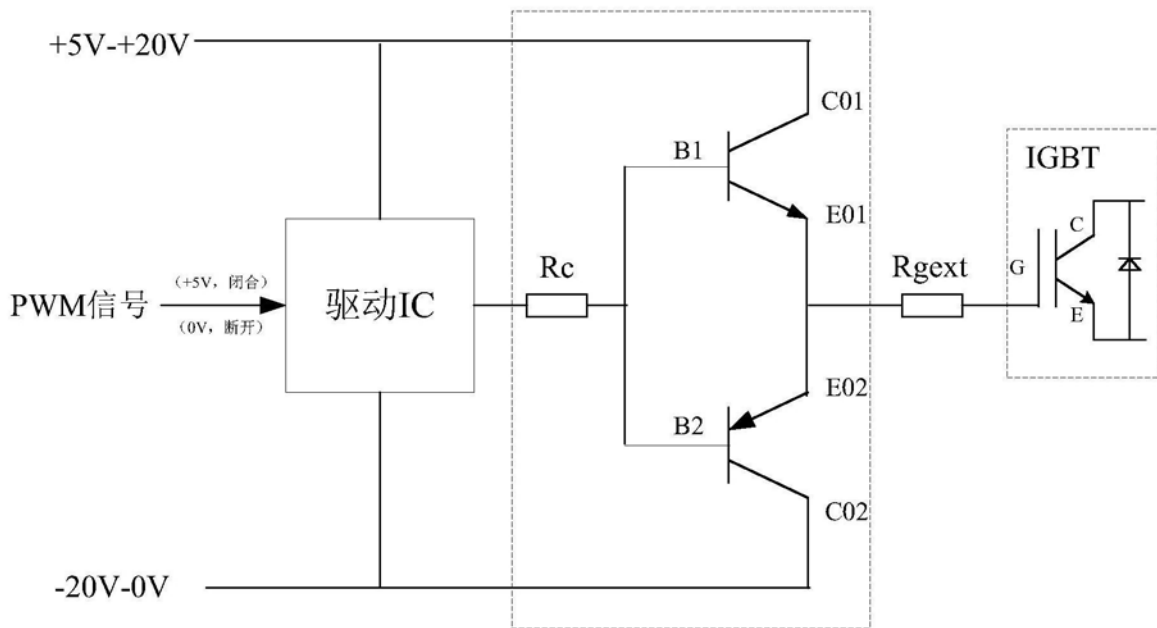 +5V-+20V
C01
B1
IGBT
E01
C
Rc
Rgext
G
PWM信号
（+5V，闭合）
（0V，断开）
驱动IC
E
E02
B2
C02
-20V-0V